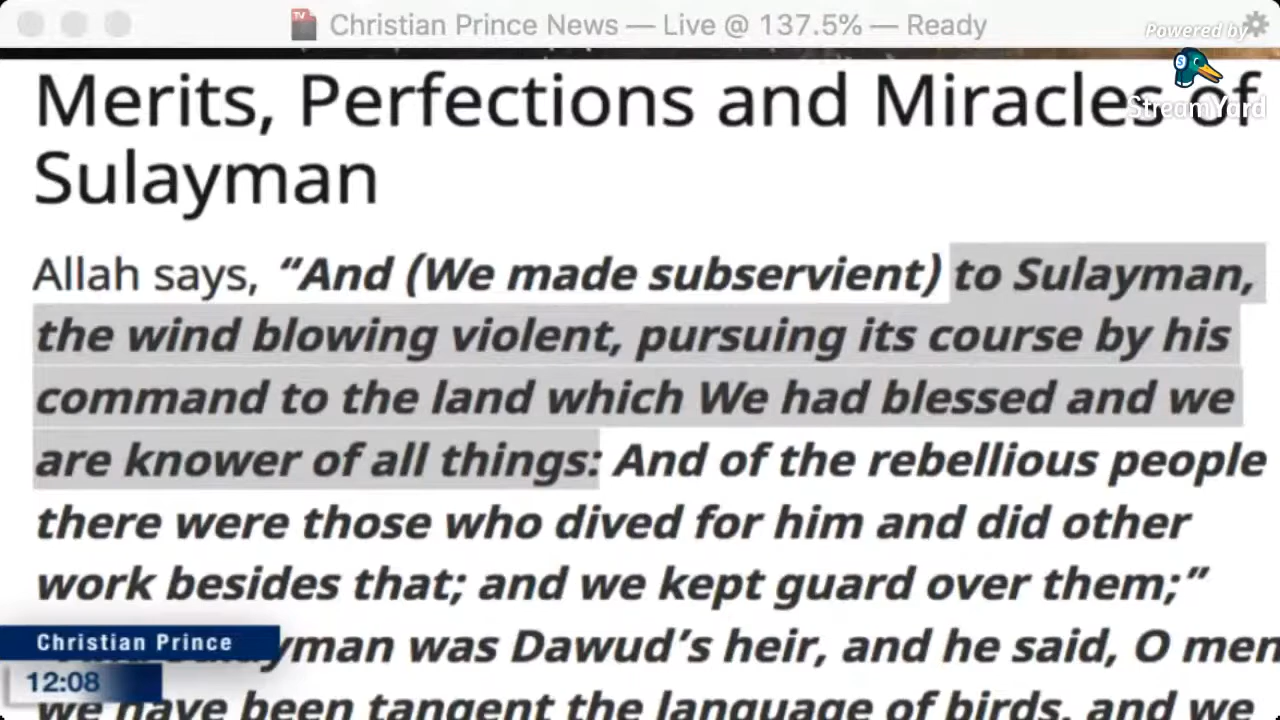 Christian Prince News — Live @ 137.5% — Ready
Powered by
StreamYard
Merits, Perfections and Miracles of
Sulayman
Allah says, “And (We made subservient) to Sulayman,
the wind blowing violent, pursuing its course by his
command to the land which We had blessed and we
are knower of all things: And of the rebellious people
there were those who dived for him and did other
work besides that; and we kept guard over them;”
yman was Dawud’s heir, and he said, O men
we have been tangent the language of birds, and we
Christian Prince
12:08